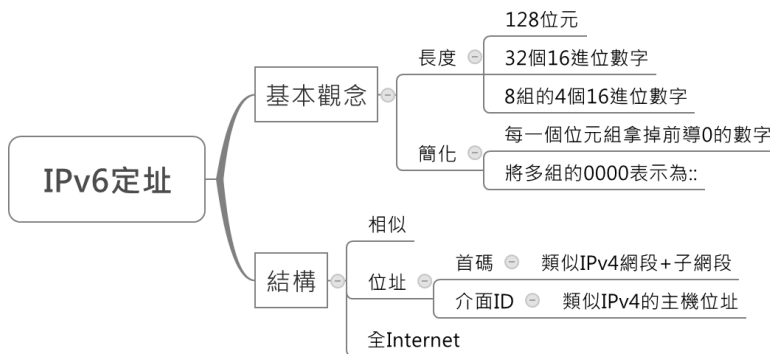 IPv6定址
基本觀念
長度
128位元
32個16進位數字
8組的4個16進位數字
簡化
每一個位元組拿掉前導0的數字
將多組的0000表示為::
結構
相似
位址
首碼
類似IPv4網段+子網段
介面ID
類似IPv4的主機位址
全Internet